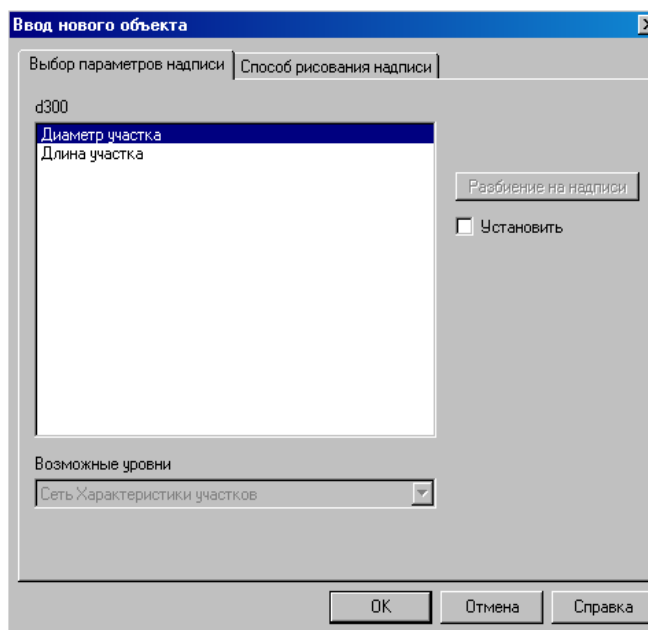 Ввод нового объекта
Выбор параметров надписи
Способ рисования надписи
d300
Диаметр участка
Длина участка
Разбиение на надписи
Установить
Возможные уровни
Сеть Характеристики участков
OK
Отмена
Справка